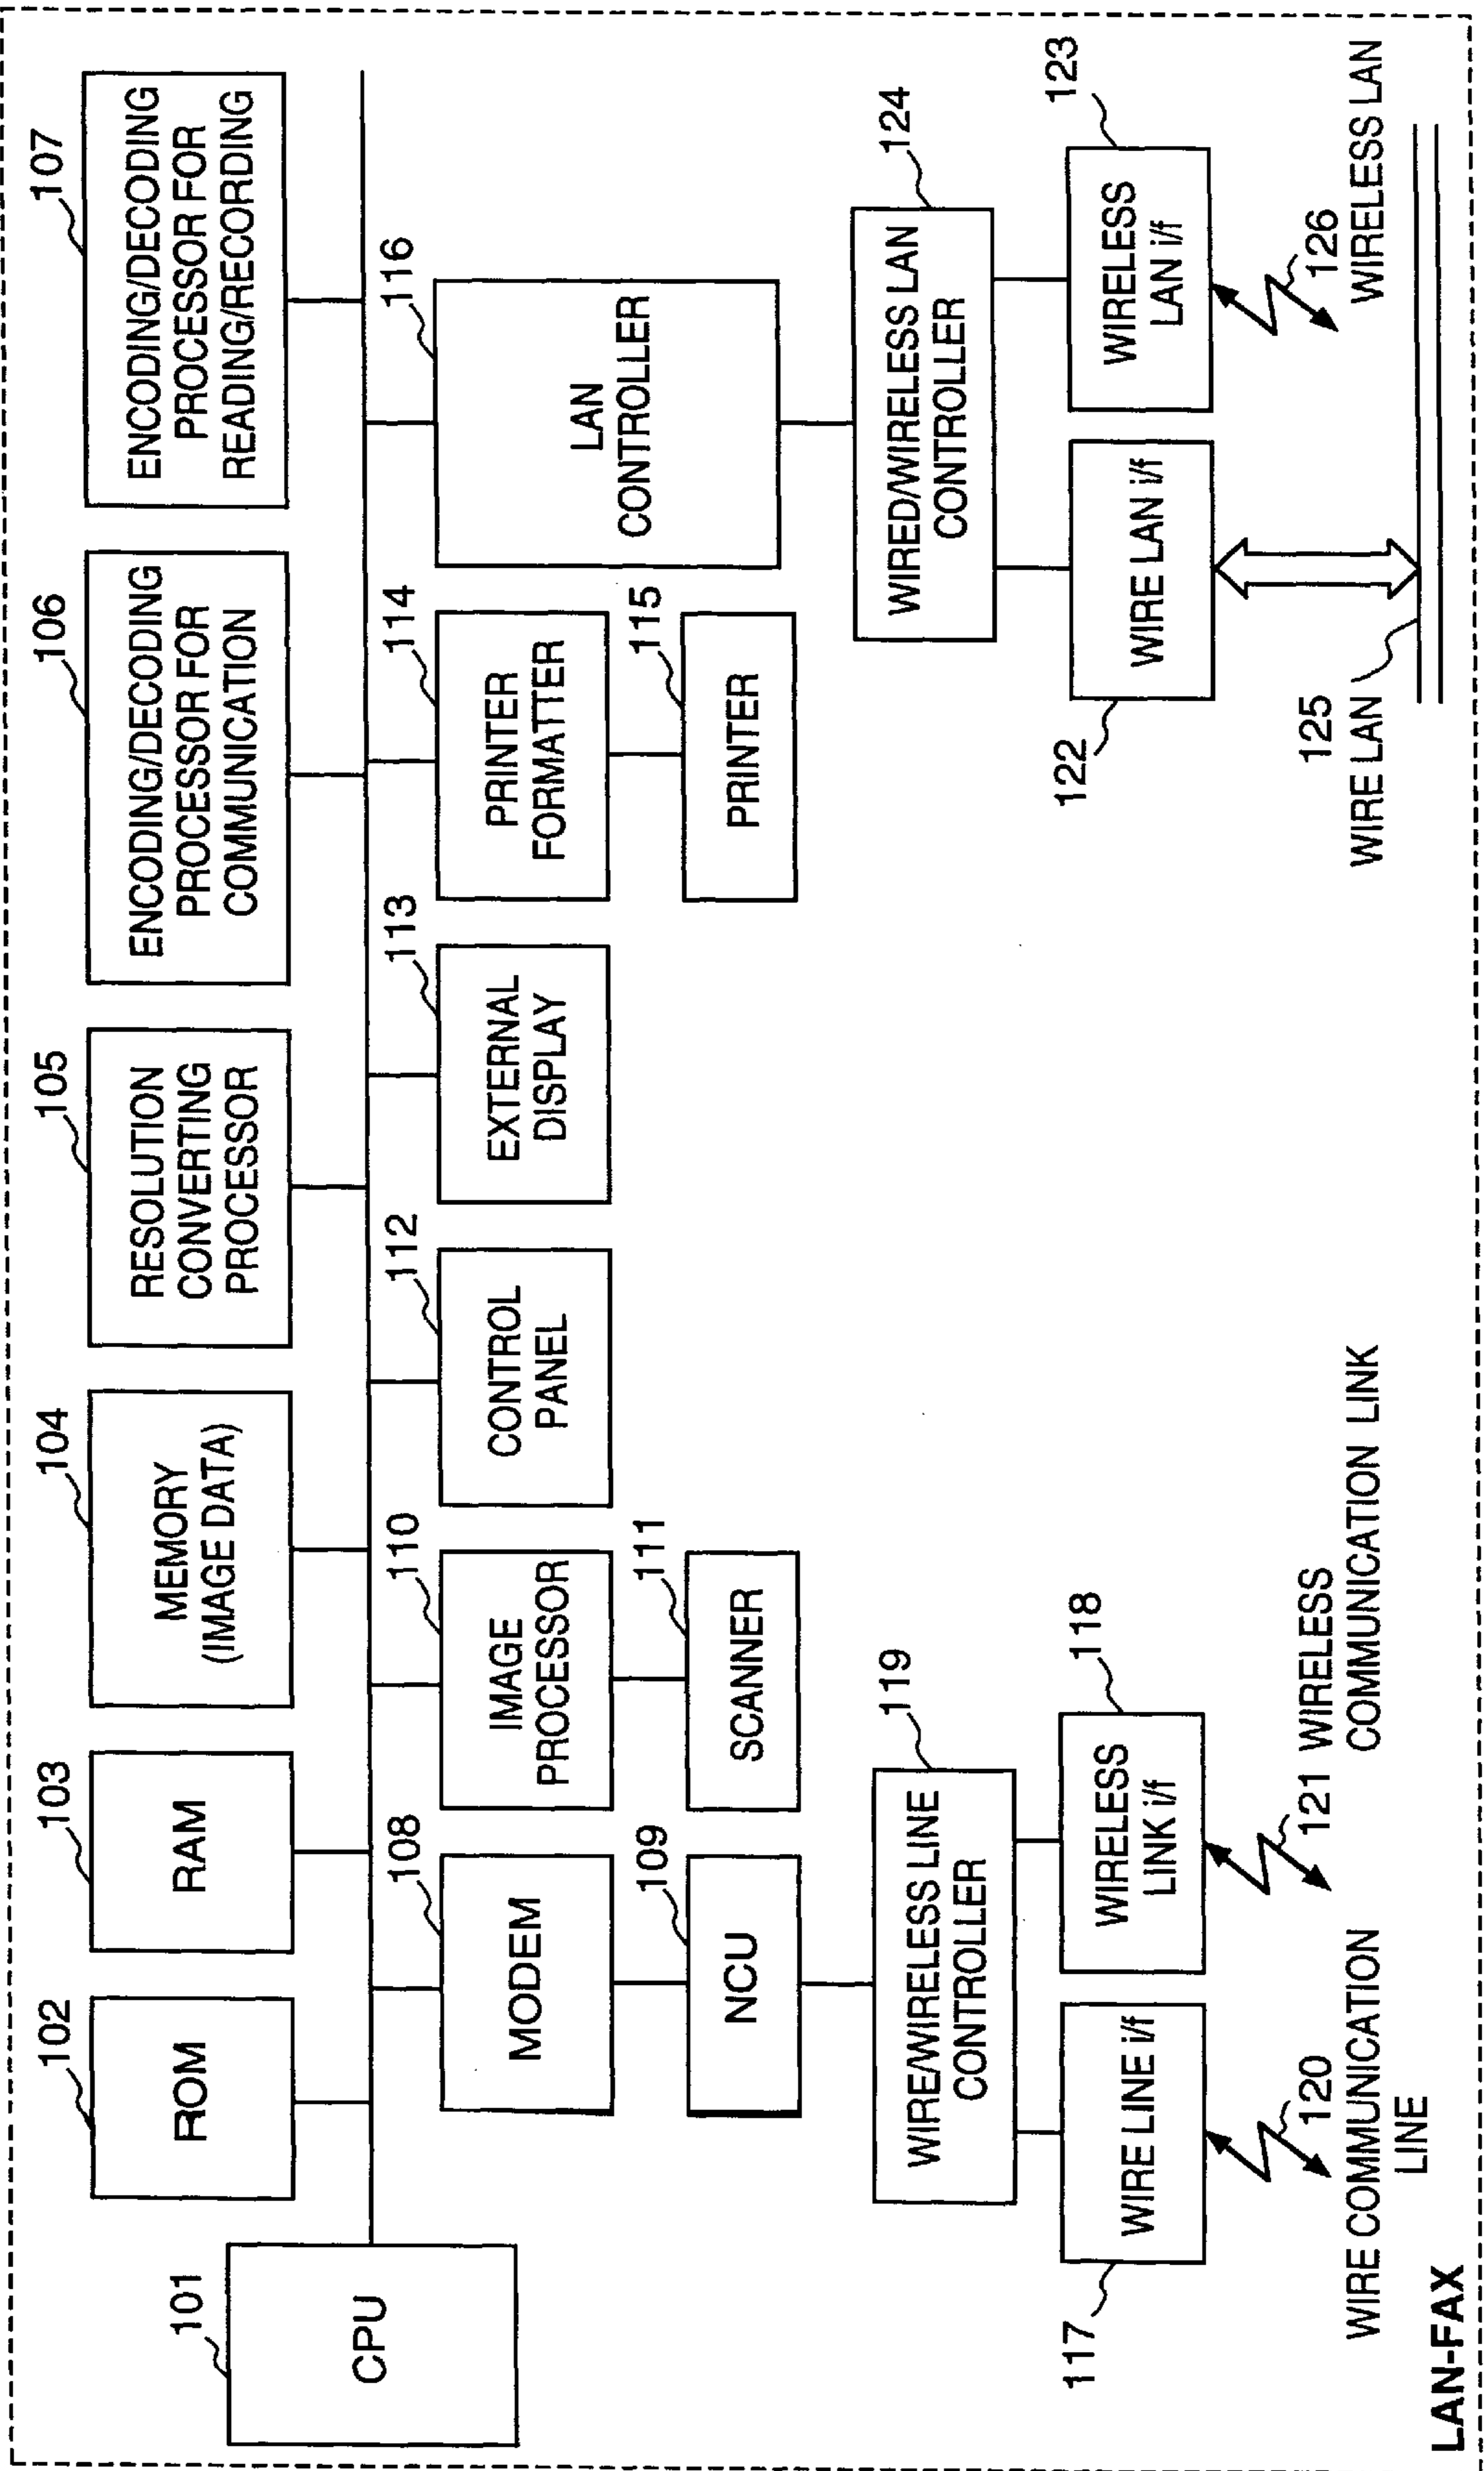 101
CPU
102
ROM
103
RAM
104
MEMORY
(IMAGE DATA)
105
RESOLUTION
CONVERTING
PROCESSOR
106
ENCODING/DECODING
PROCESSOR FOR
COMMUNICATION
107
ENCODING/DECODING
PROCESSOR FOR
READING/RECORDING
108
MODEM
109
NCU
110
IMAGE
PROCESSOR
111
SCANNER
112
CONTROL
PANEL
113
EXTERNAL
DISPLAY
114
PRINTER
FORMATTER
115
PRINTER
116
LAN
CONTROLLER
119
WIRE/WIRELESS LINE
CONTROLLER
117
WIRE LINE i/f
118
WIRELESS
LINK i/f
120
WIRE COMMUNICATION
LINE
121 WIRELESS
COMMUNICATION LINK
124
WIRED/WIRELESS LAN
CONTROLLER
122
WIRE LAN i/f
123
WIRELESS
LAN i/f
125
WIRE LAN
126
WIRELESS LAN
LAN-FAX